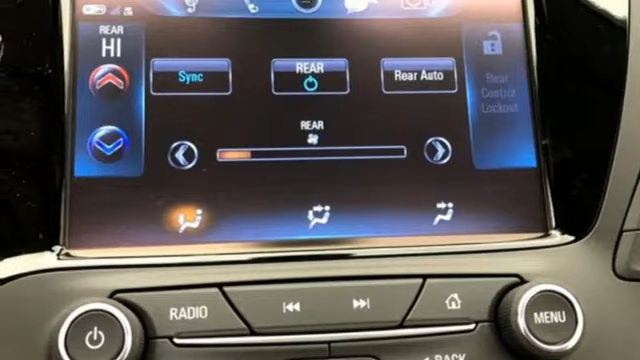 REAR
HI
Sync
REAR
Rear Auto
Rear
Control
Lockout
REAR
RADIO
MENU
BACK